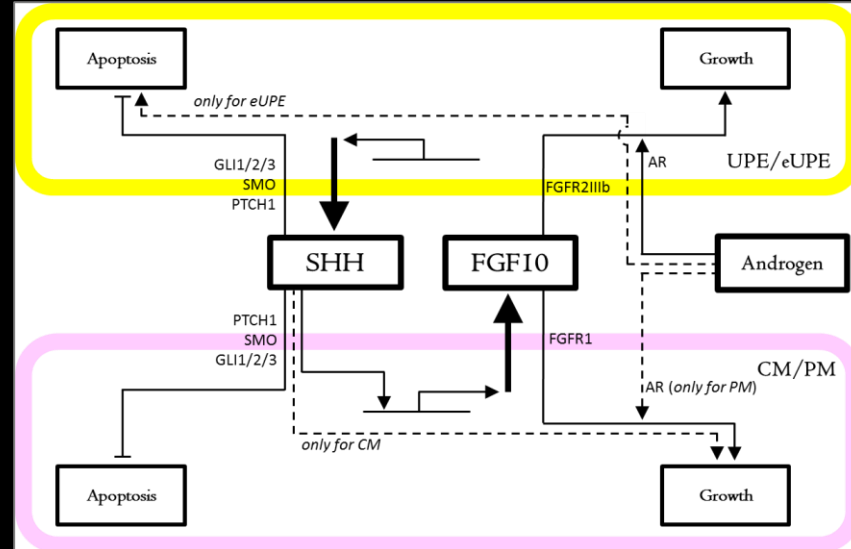 Apoptosis
Growth
only for eUPE
AR
UPE/eUPE
GLI1/2/3
SMO
PTCH1
FGFR2IIIb
SHH
FGF10
Androgen
PTCH1
SMO
GLI1/2/3
FGFR1
CM/PM
AR (only for PM)
only for CM
Apoptosis
Growth